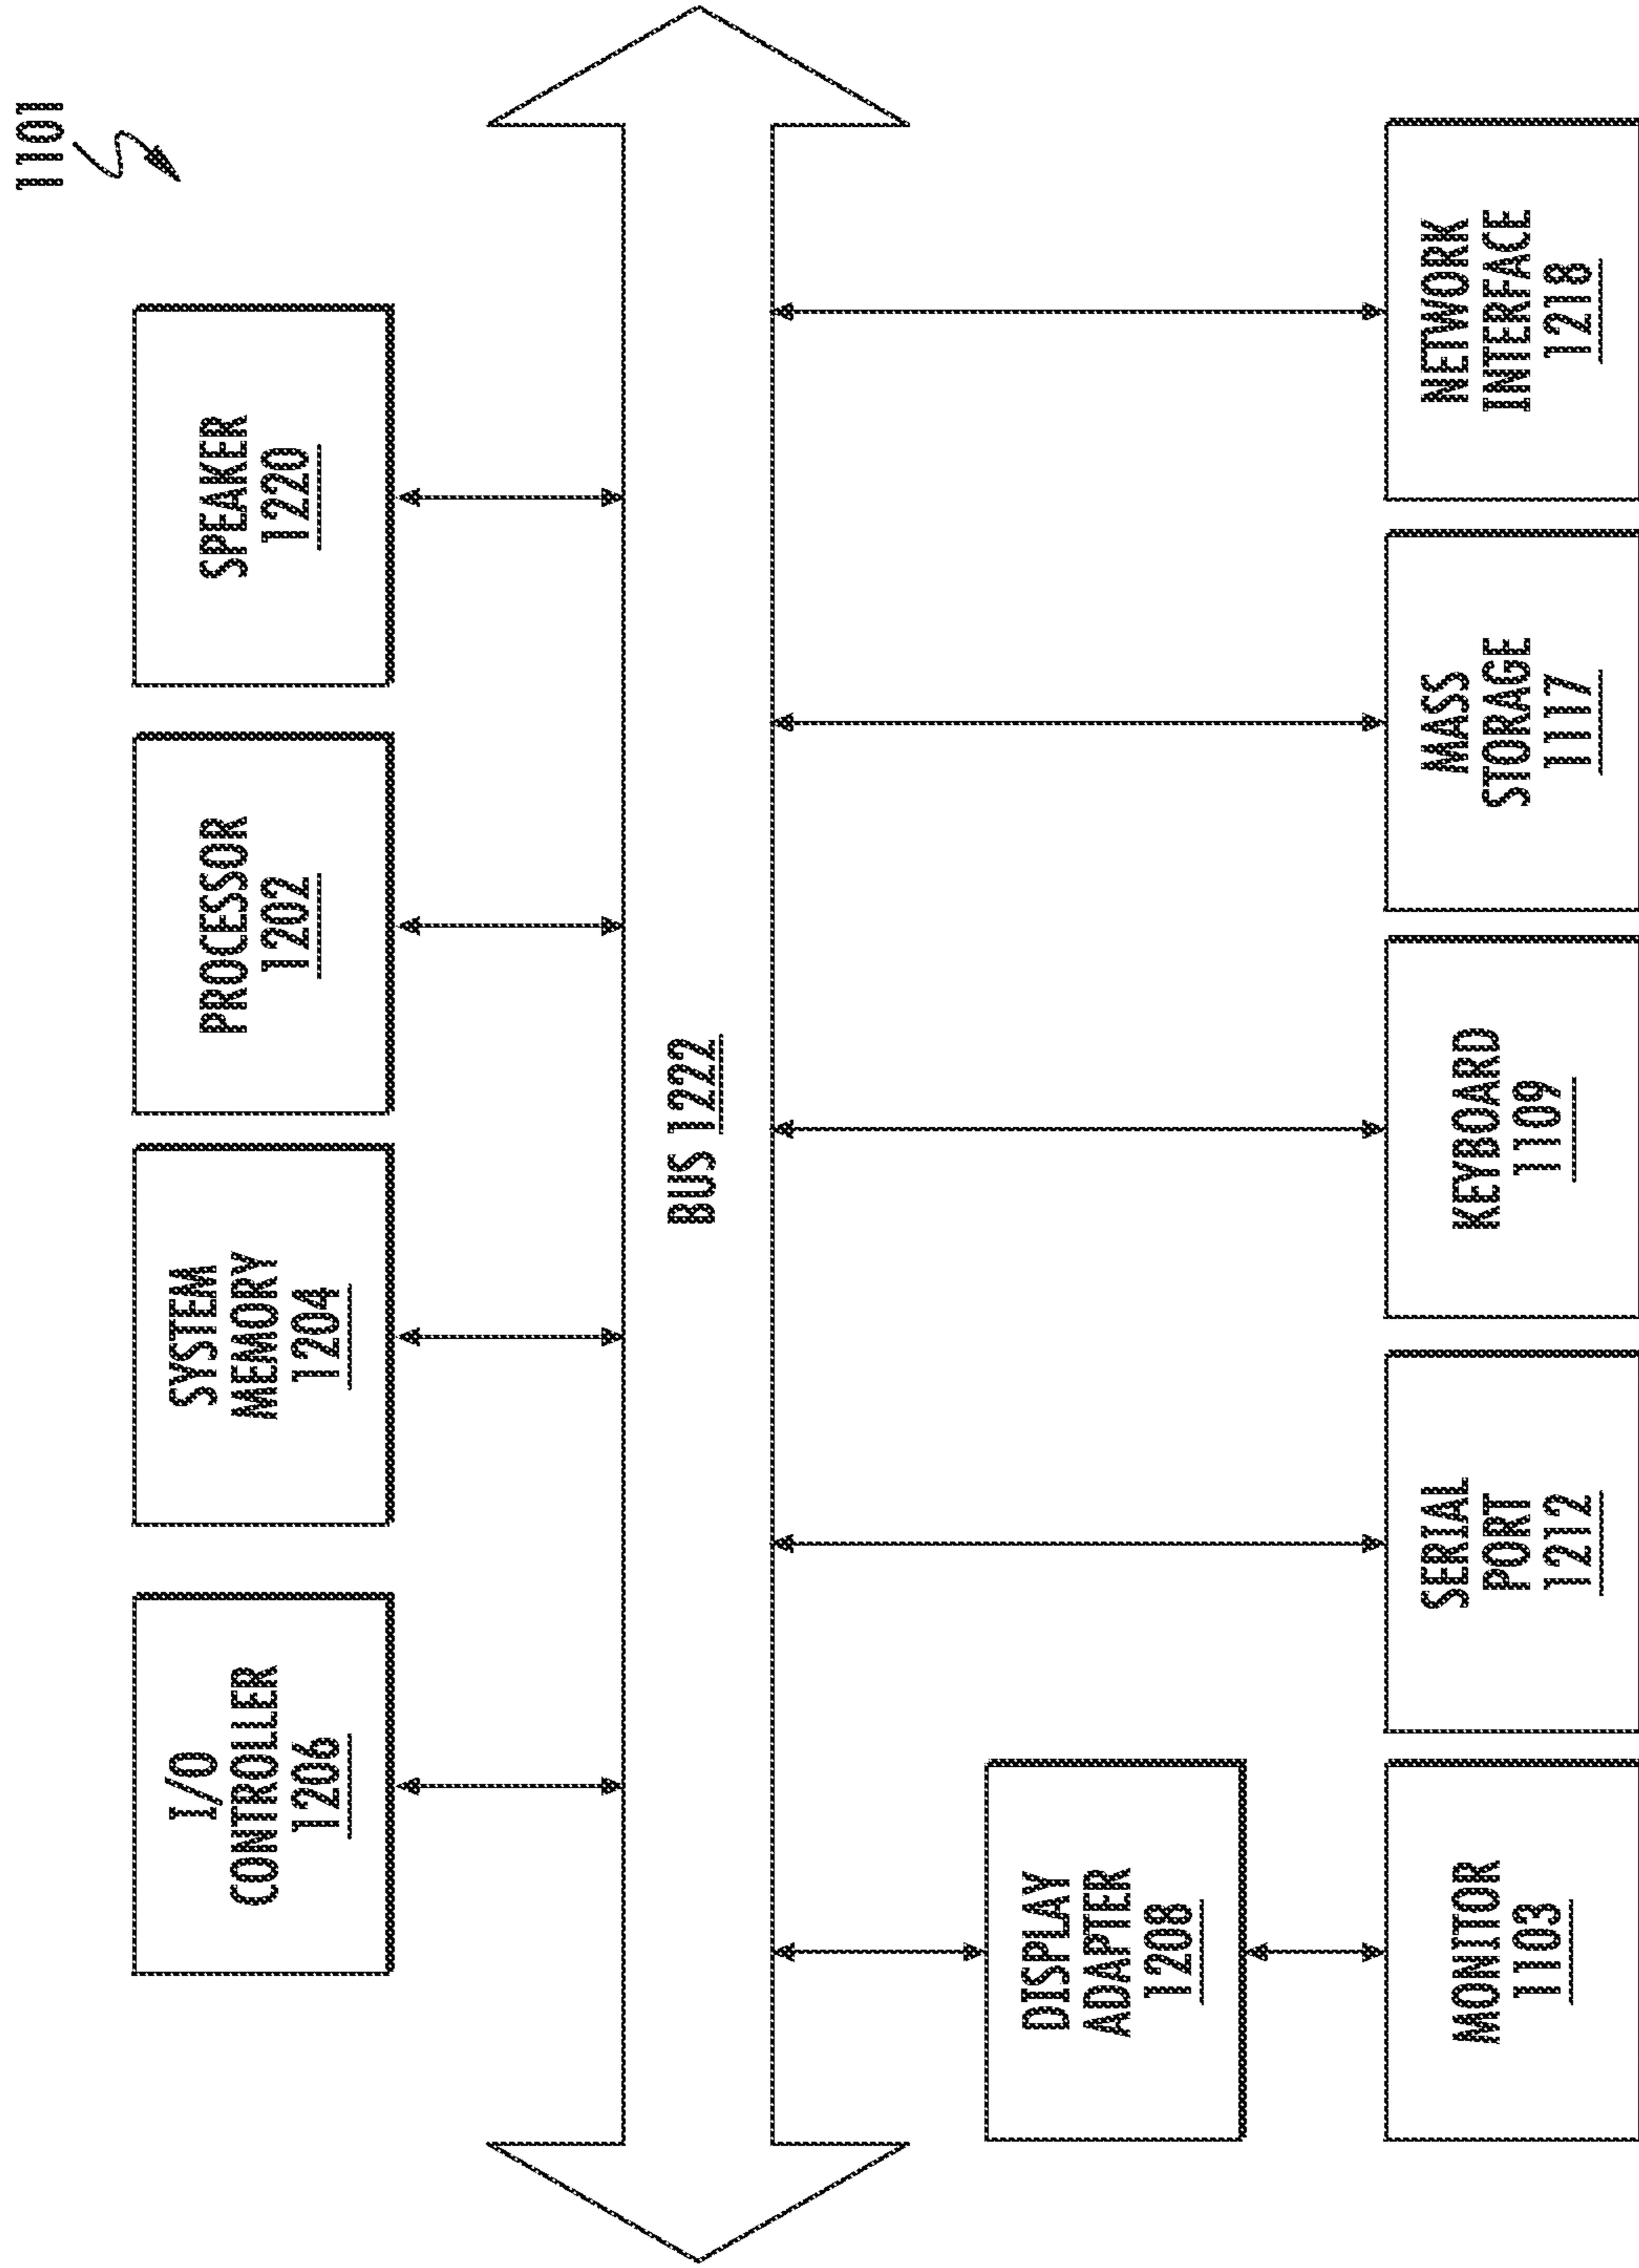 1101
I/O
CONTROLLER
1206
SYSTEM
MEMORY
1204
PROCESSOR
1202
SPEAKER
1220
BUS 1222
DISPLAY
ADAPTER
1208
MONITOR
1103
SERIAL
PORT
1212
KEYBOARD
1109
MASS
STORAGE
1117
NETWORK
INTERFACE
1218